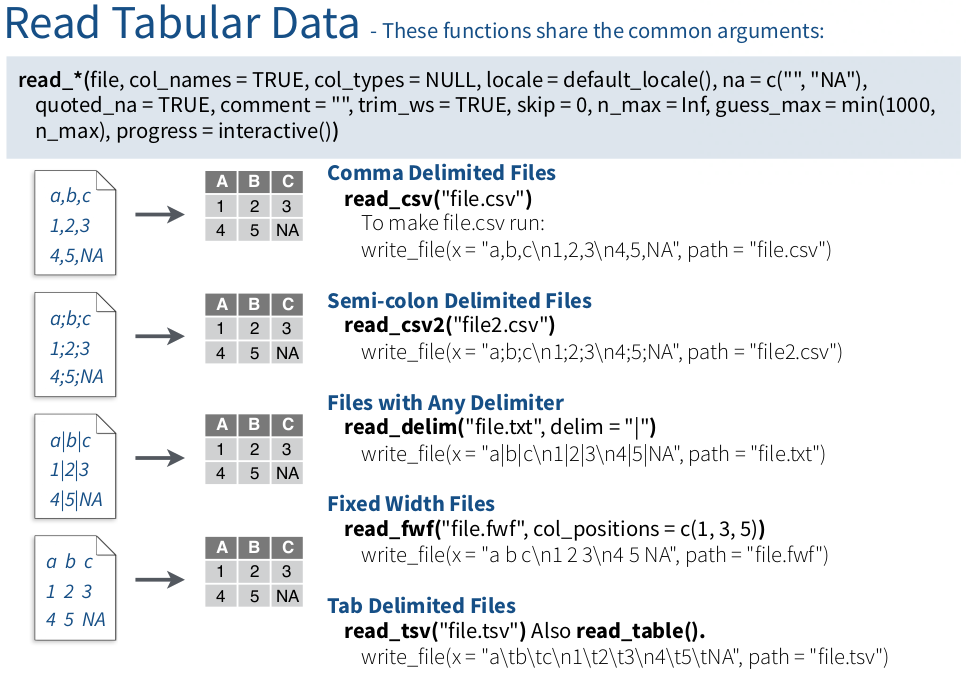 Read Tabular Data - These functions share the common arguments:
read_*(file, col_names = TRUE, col_types = NULL, locale = default_locale(), na = c("", "NA"),
quoted_na = TRUE, comment = "", trim_ws = TRUE, skip = 0, n_max = Inf, guess_max = min(1000,
n_max), progress = interactive())
a,b,c
1,2,3
4,5,NA
A B C
1 2 3
4 5 NA
Comma Delimited Files
read_csv("file.csv")
To make file.csv run:
write_file(x = "a,b,c\n1,2,3\n4,5,NA", path = "file.csv")
a;b;c
1;2;3
4;5;NA
A B C
1 2 3
4 5 NA
Semi-colon Delimited Files
read_csv2("file2.csv")
write_file(x = "a;b;c\n1;2;3\n4;5;NA", path = "file2.csv")
a|b|c
1|2|3
4|5|NA
A B C
1 2 3
4 5 NA
Files with Any Delimiter
read_delim("file.txt", delim = "|")
write_file(x = "a|b|c\n1|2|3\n4|5|NA", path = "file.txt")
a b c
1 2 3
4 5 NA
A B C
1 2 3
4 5 NA
Fixed Width Files
read_fwf("file.fwf", col_positions = c(1, 3, 5))
write_file(x = "a b c\n1 2 3\n4 5 NA", path = "file.fwf")
Tab Delimited Files
read_tsv("file.tsv") Also read_table().
write_file(x = "a\tb\tc\n1\t2\t3\n4\t5\tNA", path = "file.tsv")